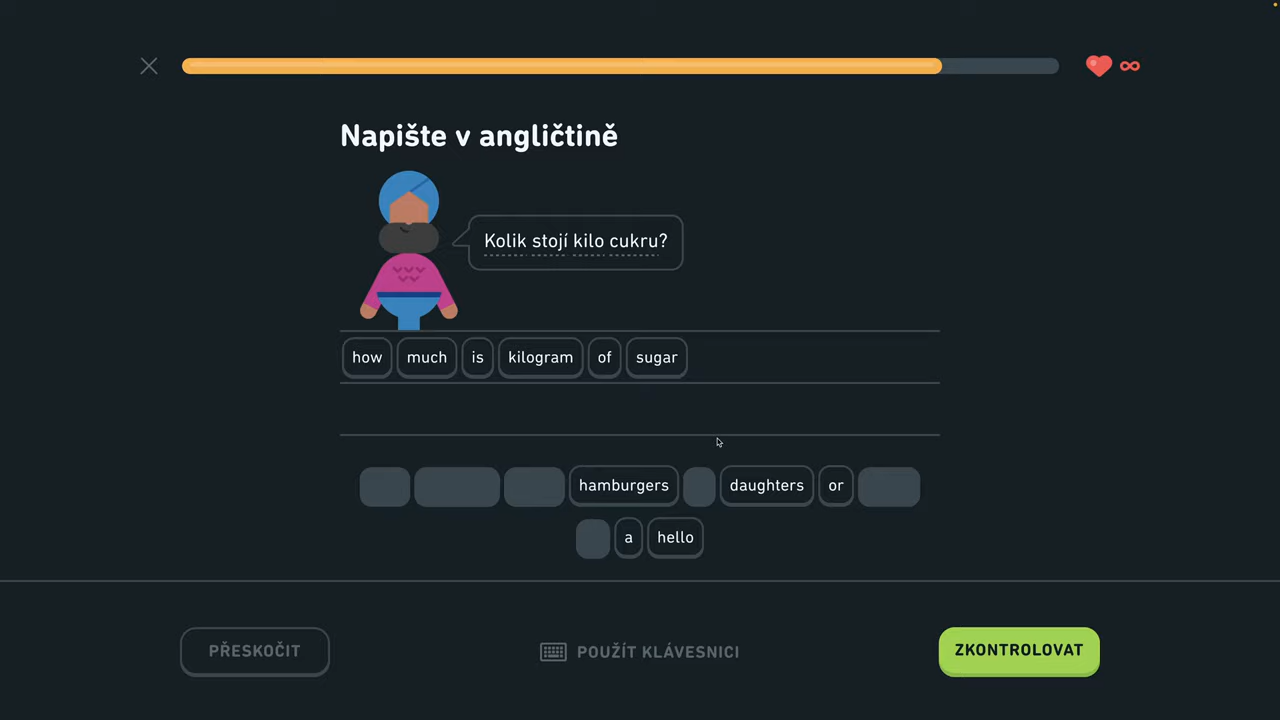 Napište v angličtině
Kolik stojí kilo cukru?
how much is kilogram of sugar
hamburgers daughters or
a hello
PŘESKOČIT POUŽÍT KLÁVESNICI ZKONTROLOVAT